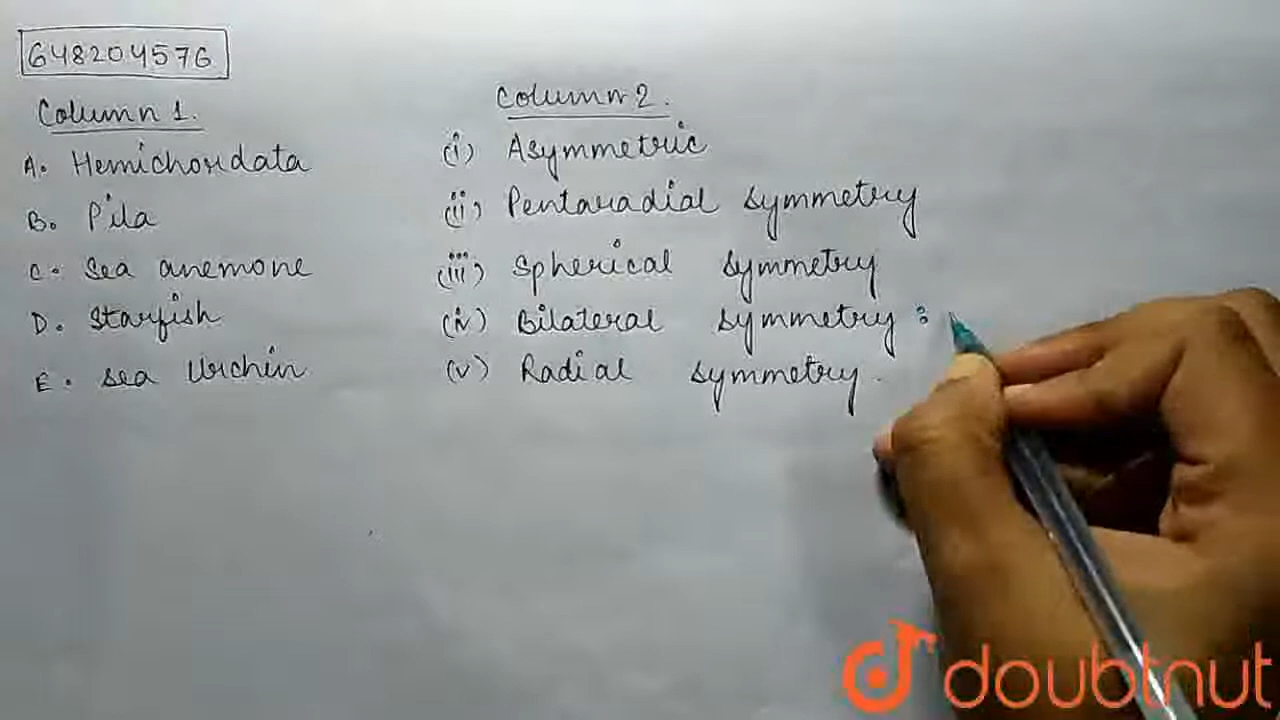 648204576
Column 1.
A. Hemichordata
B. Pila
C. Sea anemone
D. Starfish
E. Sea Urchin
Column 2.
(i) Asymmetric
(ii) Pentaradial symmetry
(iii) Spherical symmetry
(iv) Bilateral symmetry :
(v) Radial symmetry.
doubtnut